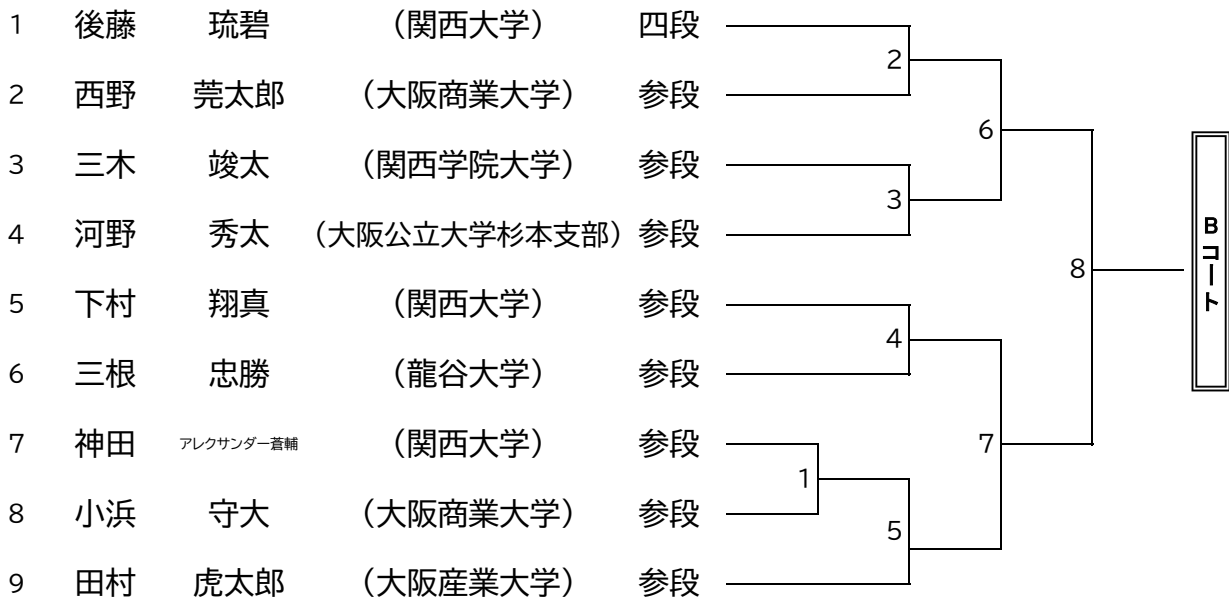 1 後藤 琉碧 (関西大学) 四段
2 西野 莞太郎 (大阪商業大学) 参段
3 三木 竣太 (関西学院大学) 参段
4 河野 秀太 (大阪公立大学杉本支部) 参段
5 下村 翔真 (関西大学) 参段
6 三根 忠勝 (龍谷大学) 参段
7 神田 アレクサンダー蒼輔 (関西大学) 参段
8 小浜 守大 (大阪商業大学) 参段
9 田村 虎太郎 (大阪産業大学) 参段
1
2
3
4
5
6
7
8
Bコート